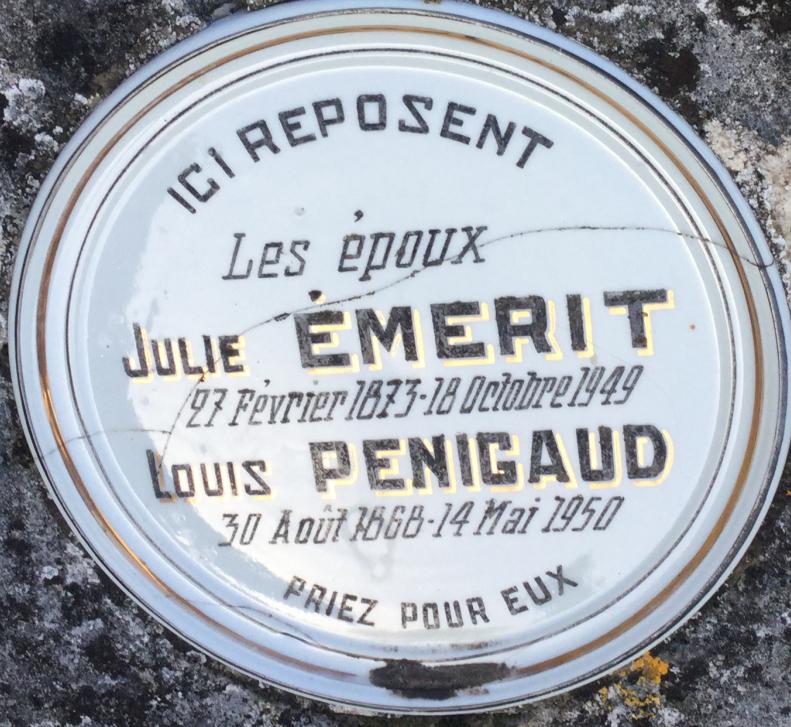 ICI REPOSENT
Les époux
JULIE ÉMERIT
27 Février 1873-18 Octobre 1949
LOUIS PENIGAUD
30 Août 1868-14 Mai 1950
PRIEZ POUR EUX